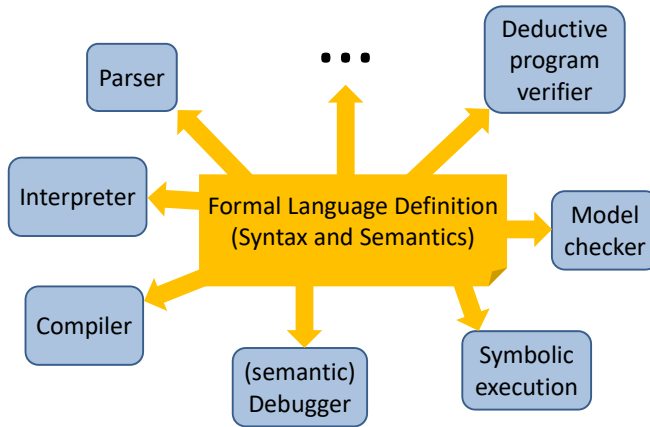 ...
Deductive
program
verifier
Parser
Interpreter
Formal Language Definition
(Syntax and Semantics)
Model
checker
Compiler
(semantic)
Debugger
Symbolic
execution